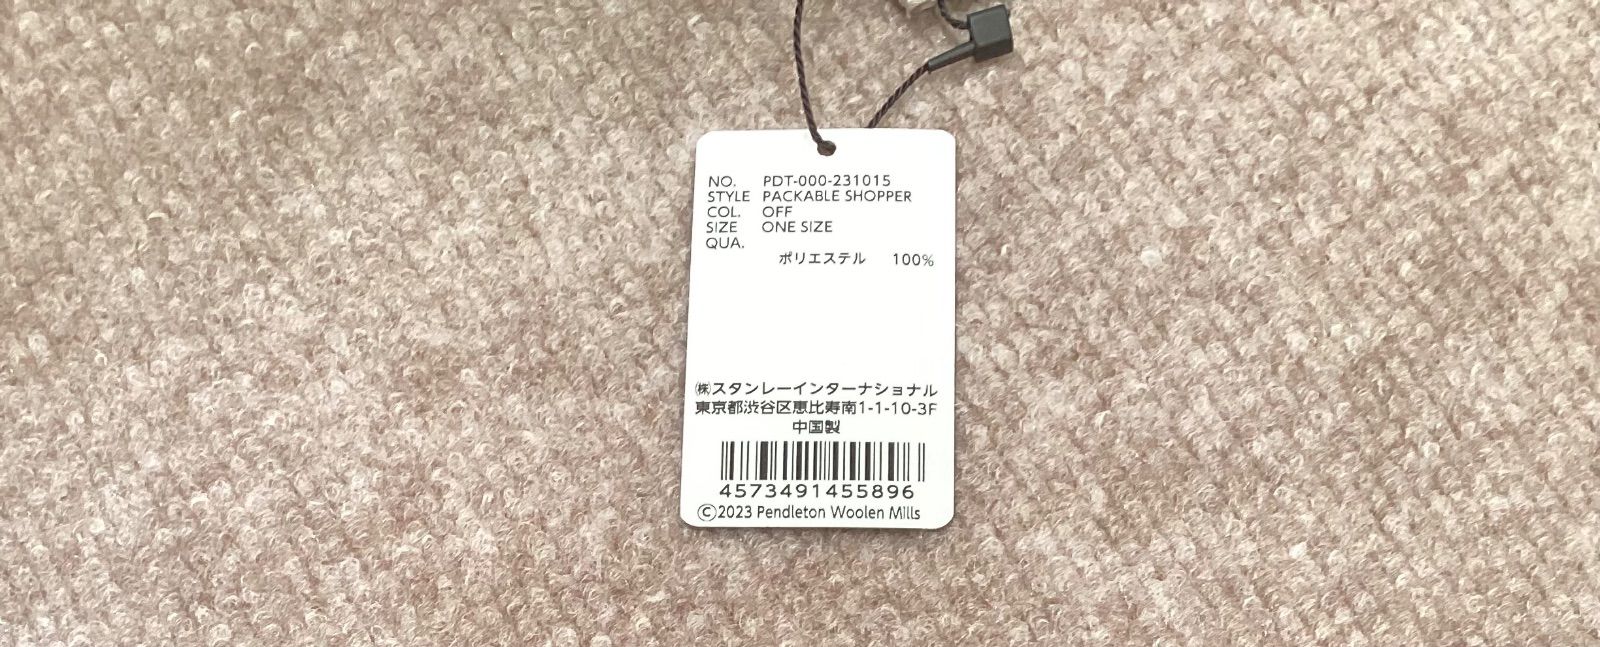 NO. PDT-000-231015
STYLE PACKABLE SHOPPER
COL. OFF
SIZE ONE SIZE
QUA.
ポリエステル 100%
㈱スタンレーインターナショナル
東京都渋谷区恵比寿南1-1-10-3F
中国製
4573491455896
©2023 Pendleton Woolen Mills